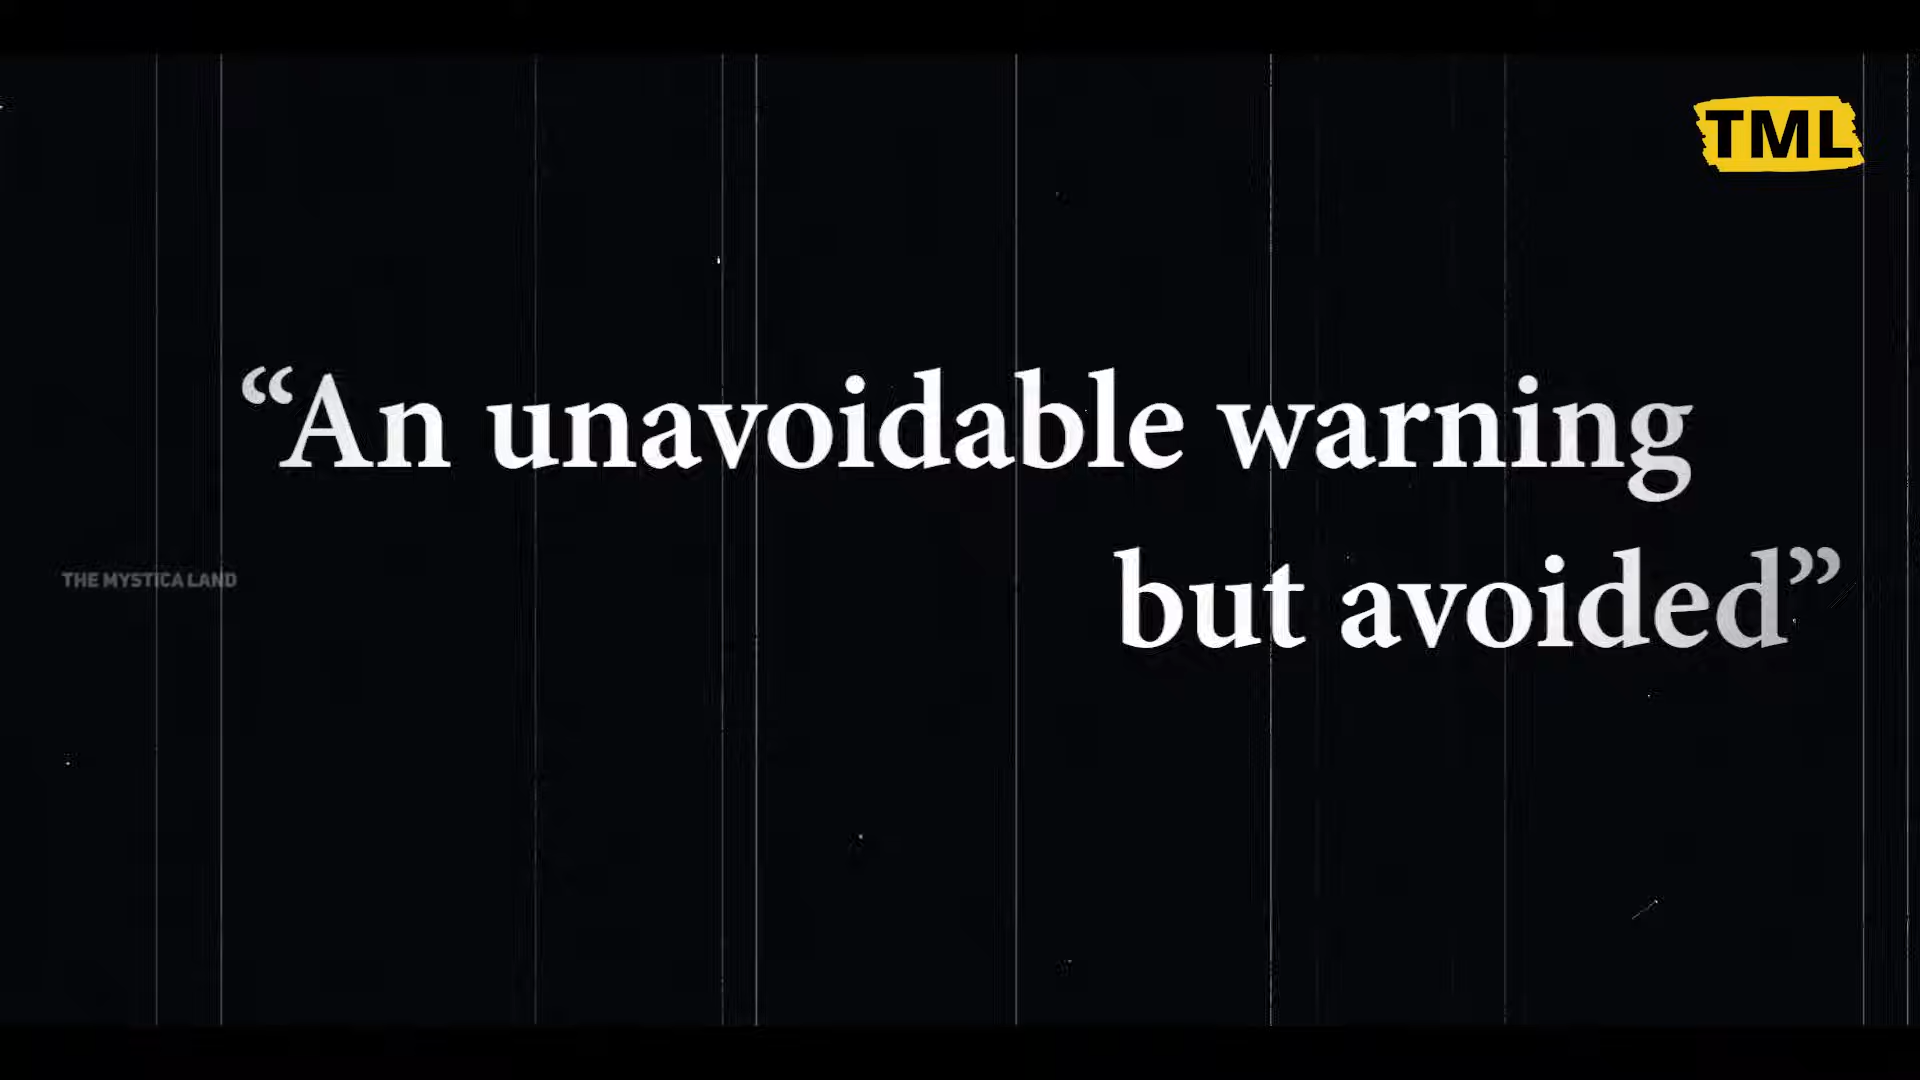 TML
“An unavoidable warning
but avoided”
THE MYSTICA LAND